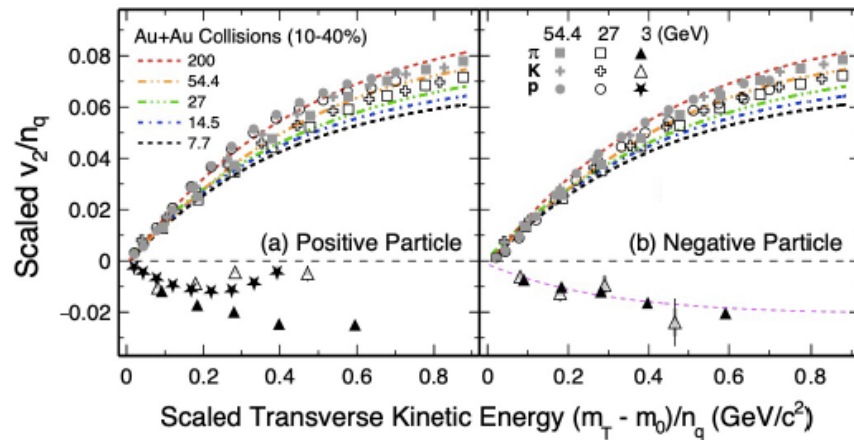 Au+Au Collisions (10-40%)
200
54.4
27
14.5
7.7
54.4 27 3 (GeV)
π
K
p
0.08
0.06
0.04
0.02
0
−0.02
Scaled v2/nq
(a) Positive Particle
(b) Negative Particle
0 0.2 0.4 0.6 0.8 0 0.2 0.4 0.6 0.8
Scaled Transverse Kinetic Energy (mT - m0)/nq (GeV/c²)